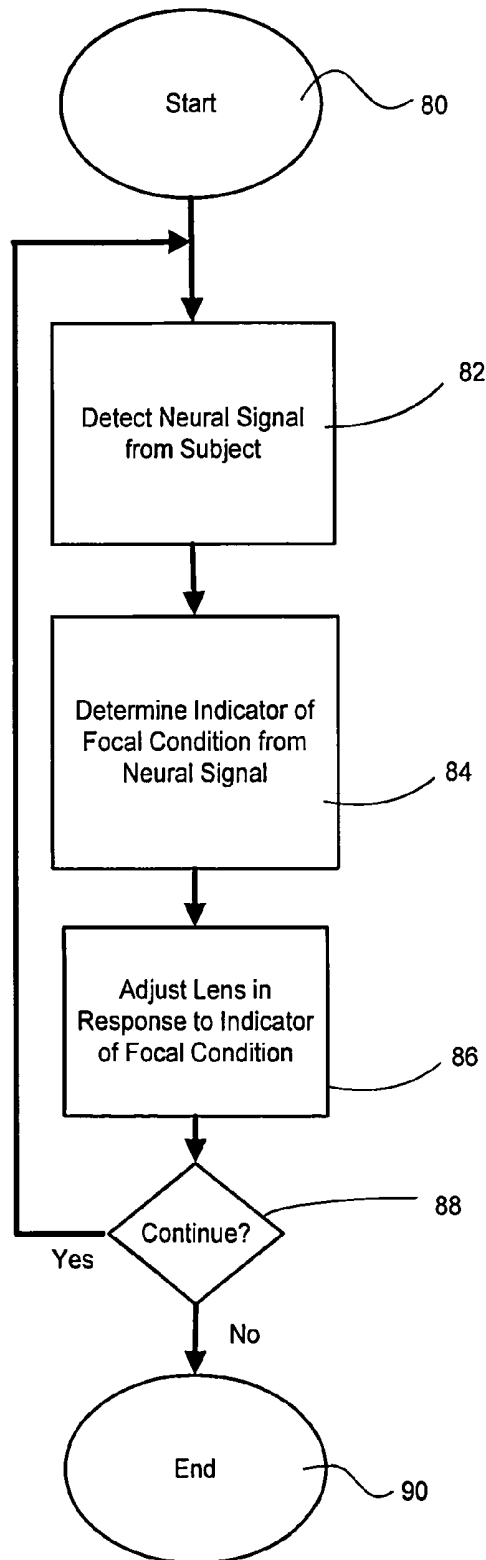 Start
80
Detect Neural Signal
from Subject
82
Determine Indicator of
Focal Condition from
Neural Signal
84
Adjust Lens in
Response to Indicator
of Focal Condition
86
Continue?
88
Yes
No
End
90